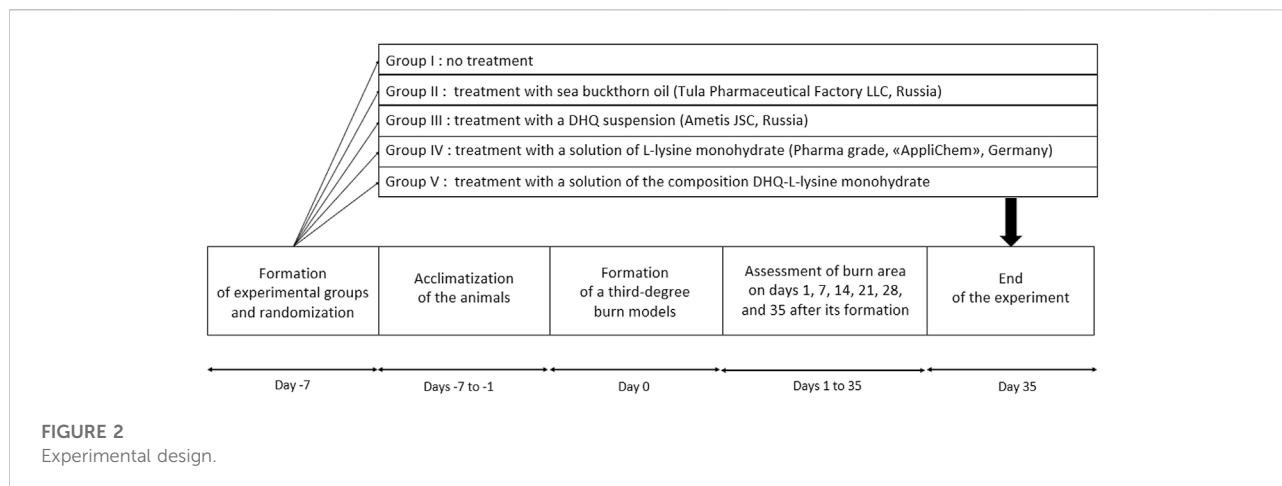 Group I : no treatment
Group II : treatment with sea buckthorn oil (Tula Pharmaceutical Factory LLC, Russia)
Group III : treatment with a DHQ suspension (Ametis JSC, Russia)
Group IV : treatment with a solution of L-lysine monohydrate (Pharma grade, «AppliChem», Germany)
Group V : treatment with a solution of the composition DHQ-L-lysine monohydrate
Formation
of experimental groups
and randomization
Acclimatization
of the animals
Formation
of a third-degree
burn models
Assessment of burn area
on days 1, 7, 14, 21, 28,
and 35 after its formation
End
of the experiment
Day -7
Days -7 to -1
Day 0
Days 1 to 35
Day 35
FIGURE 2
Experimental design.